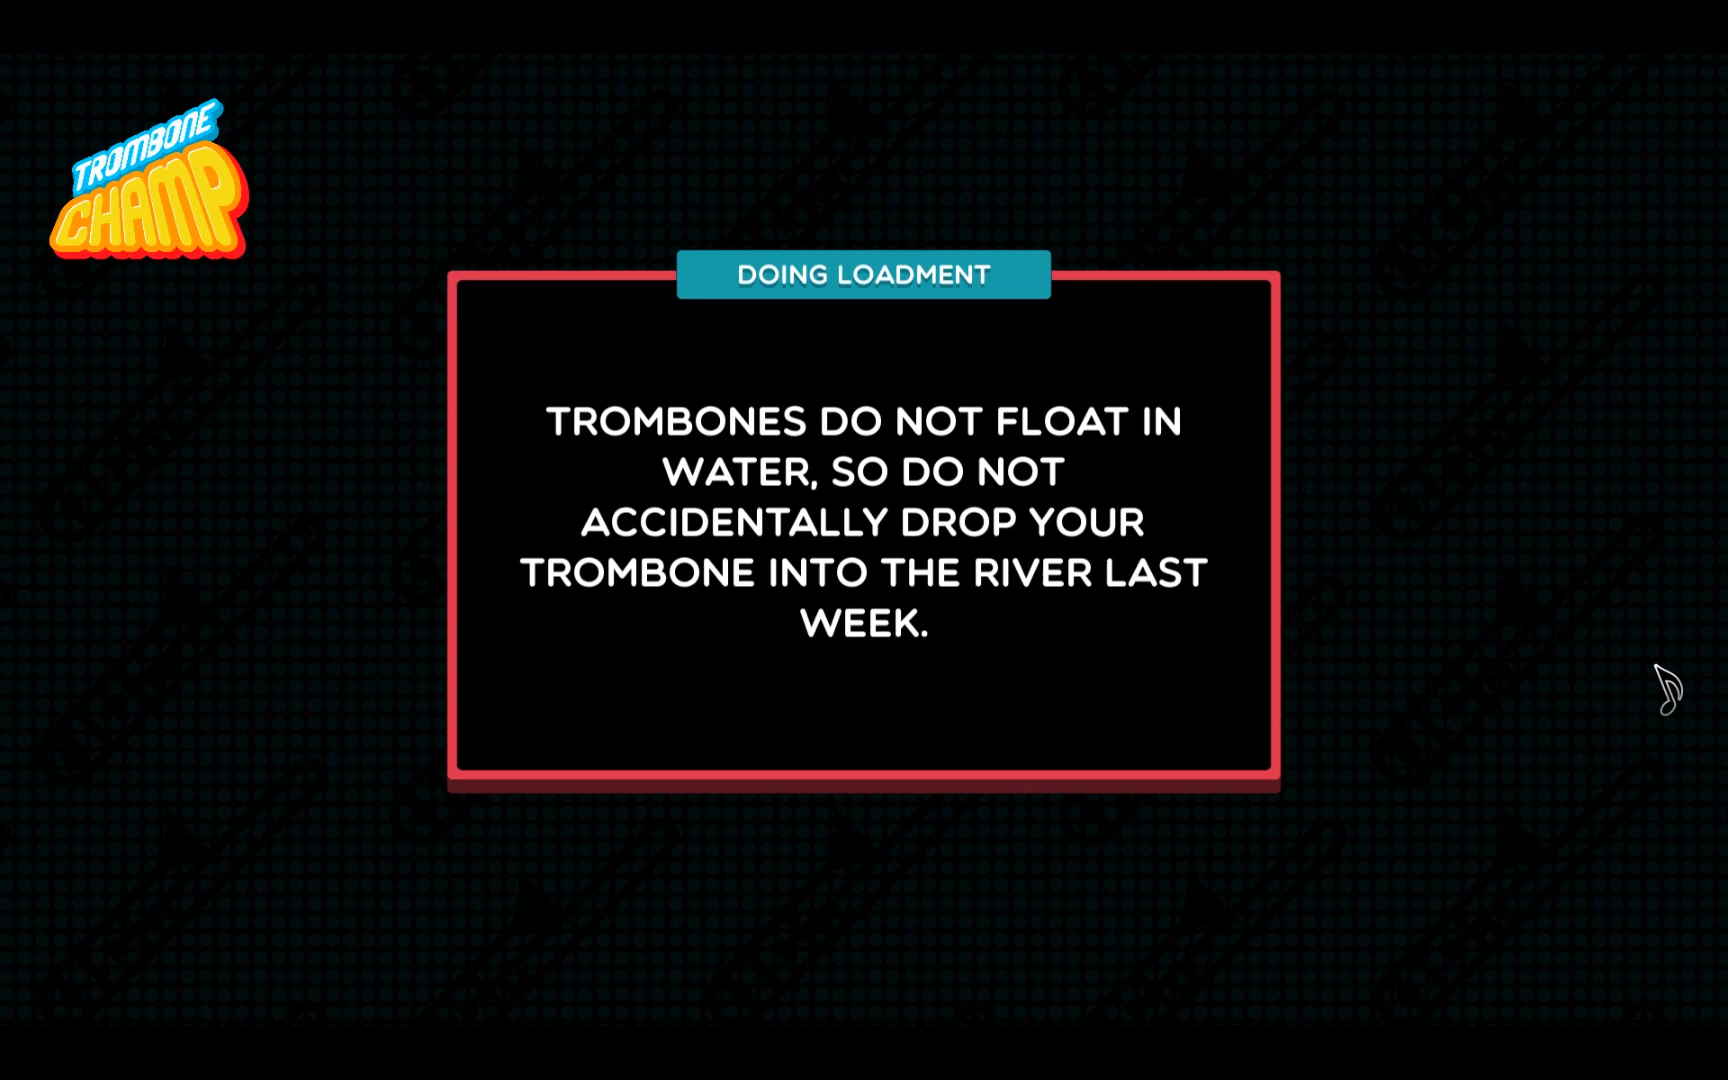 TROMBONE
CHAMP
DOING LOADMENT
TROMBONES DO NOT FLOAT IN
WATER, SO DO NOT
ACCIDENTALLY DROP YOUR
TROMBONE INTO THE RIVER LAST
WEEK.